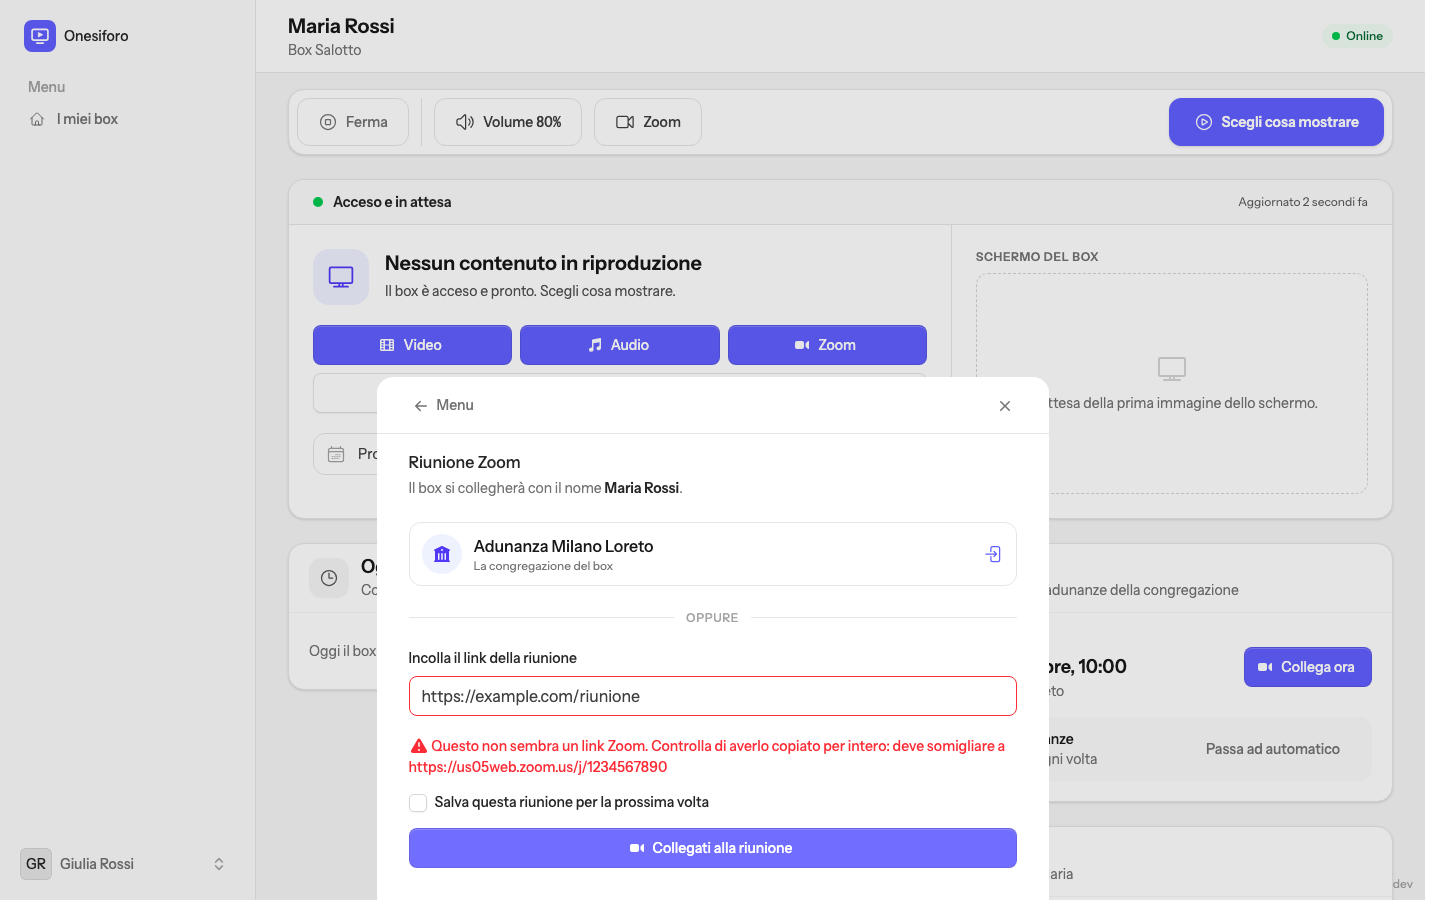 Onesiforo
Menu
I miei box
GR Giulia Rossi
Maria Rossi
Box Salotto
Online
Ferma
Volume 80%
Zoom
Scegli cosa mostrare
Acceso e in attesa
Aggiornato 2 secondi fa
Nessun contenuto in riproduzione
Il box è acceso e pronto. Scegli cosa mostrare.
Video
Audio
Zoom
SCHERMO DEL BOX
della prima immagine dello schermo.
Oggi il box
adunanze della congregazione
10:00
Collega ora
ogni volta
Passa ad automatico
dev
Menu
Riunione Zoom
Il box si collegherà con il nome Maria Rossi.
Adunanza Milano Loreto
La congregazione del box
OPPURE
Incolla il link della riunione
https://example.com/riunione
Questo non sembra un link Zoom. Controlla di averlo copiato per intero: deve somigliare a
https://us05web.zoom.us/j/1234567890
Salva questa riunione per la prossima volta
Collegati alla riunione